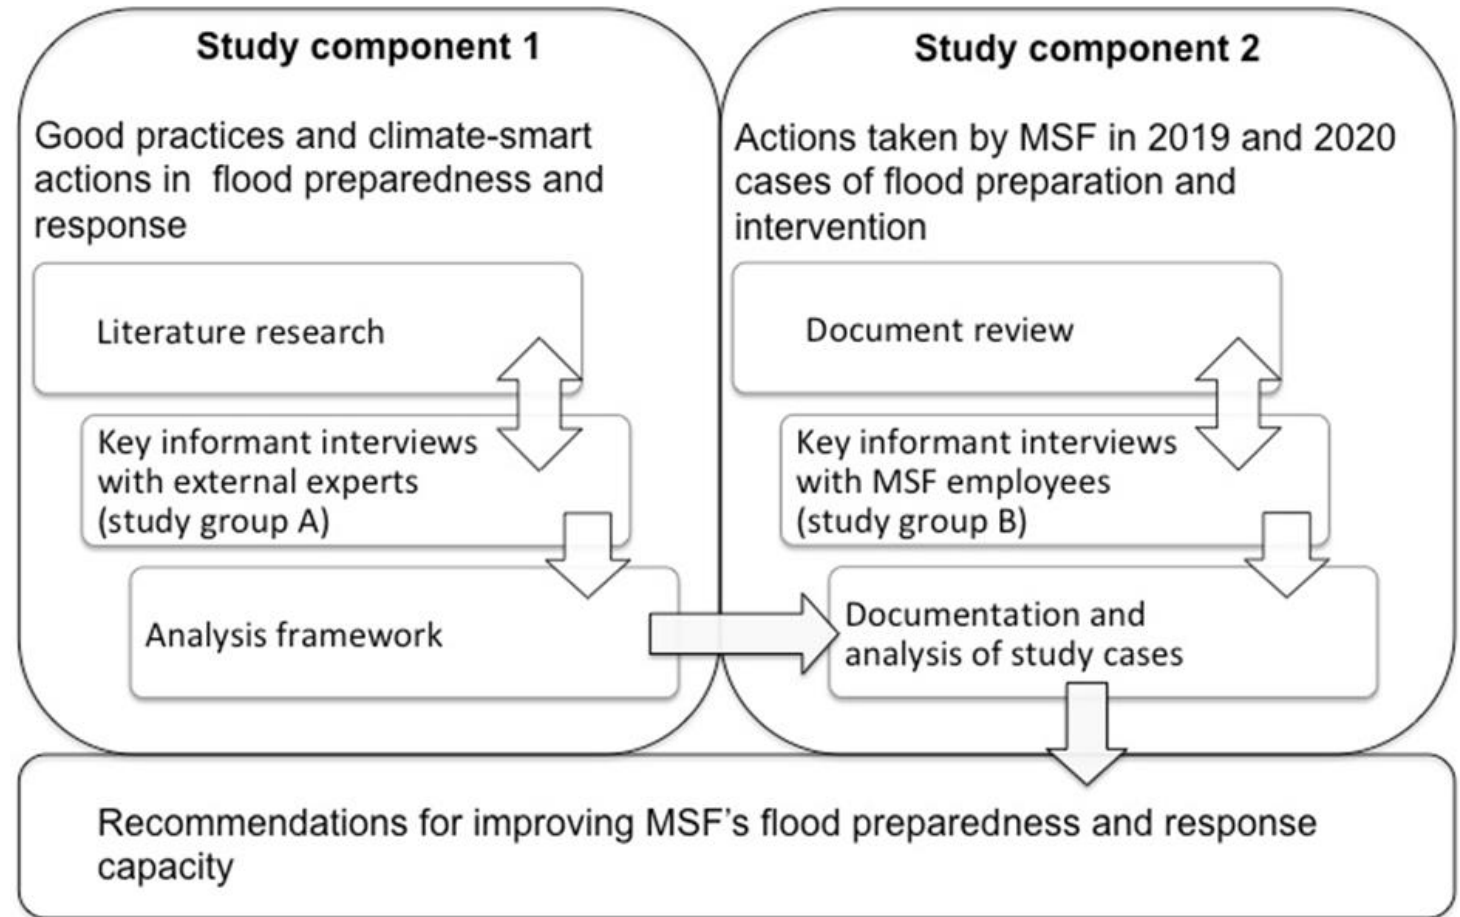 Study component 1
Good practices and climate-smart
actions in  flood preparedness and
response
Literature research
Key informant interviews
with external experts
(study group A)
Analysis framework
Study component 2
Actions taken by MSF in 2019 and 2020
cases of flood preparation and
intervention
Document review
Key informant interviews
with MSF employees
(study group B)
Documentation and
analysis of study cases
Recommendations for improving MSF’s flood preparedness and response
capacity